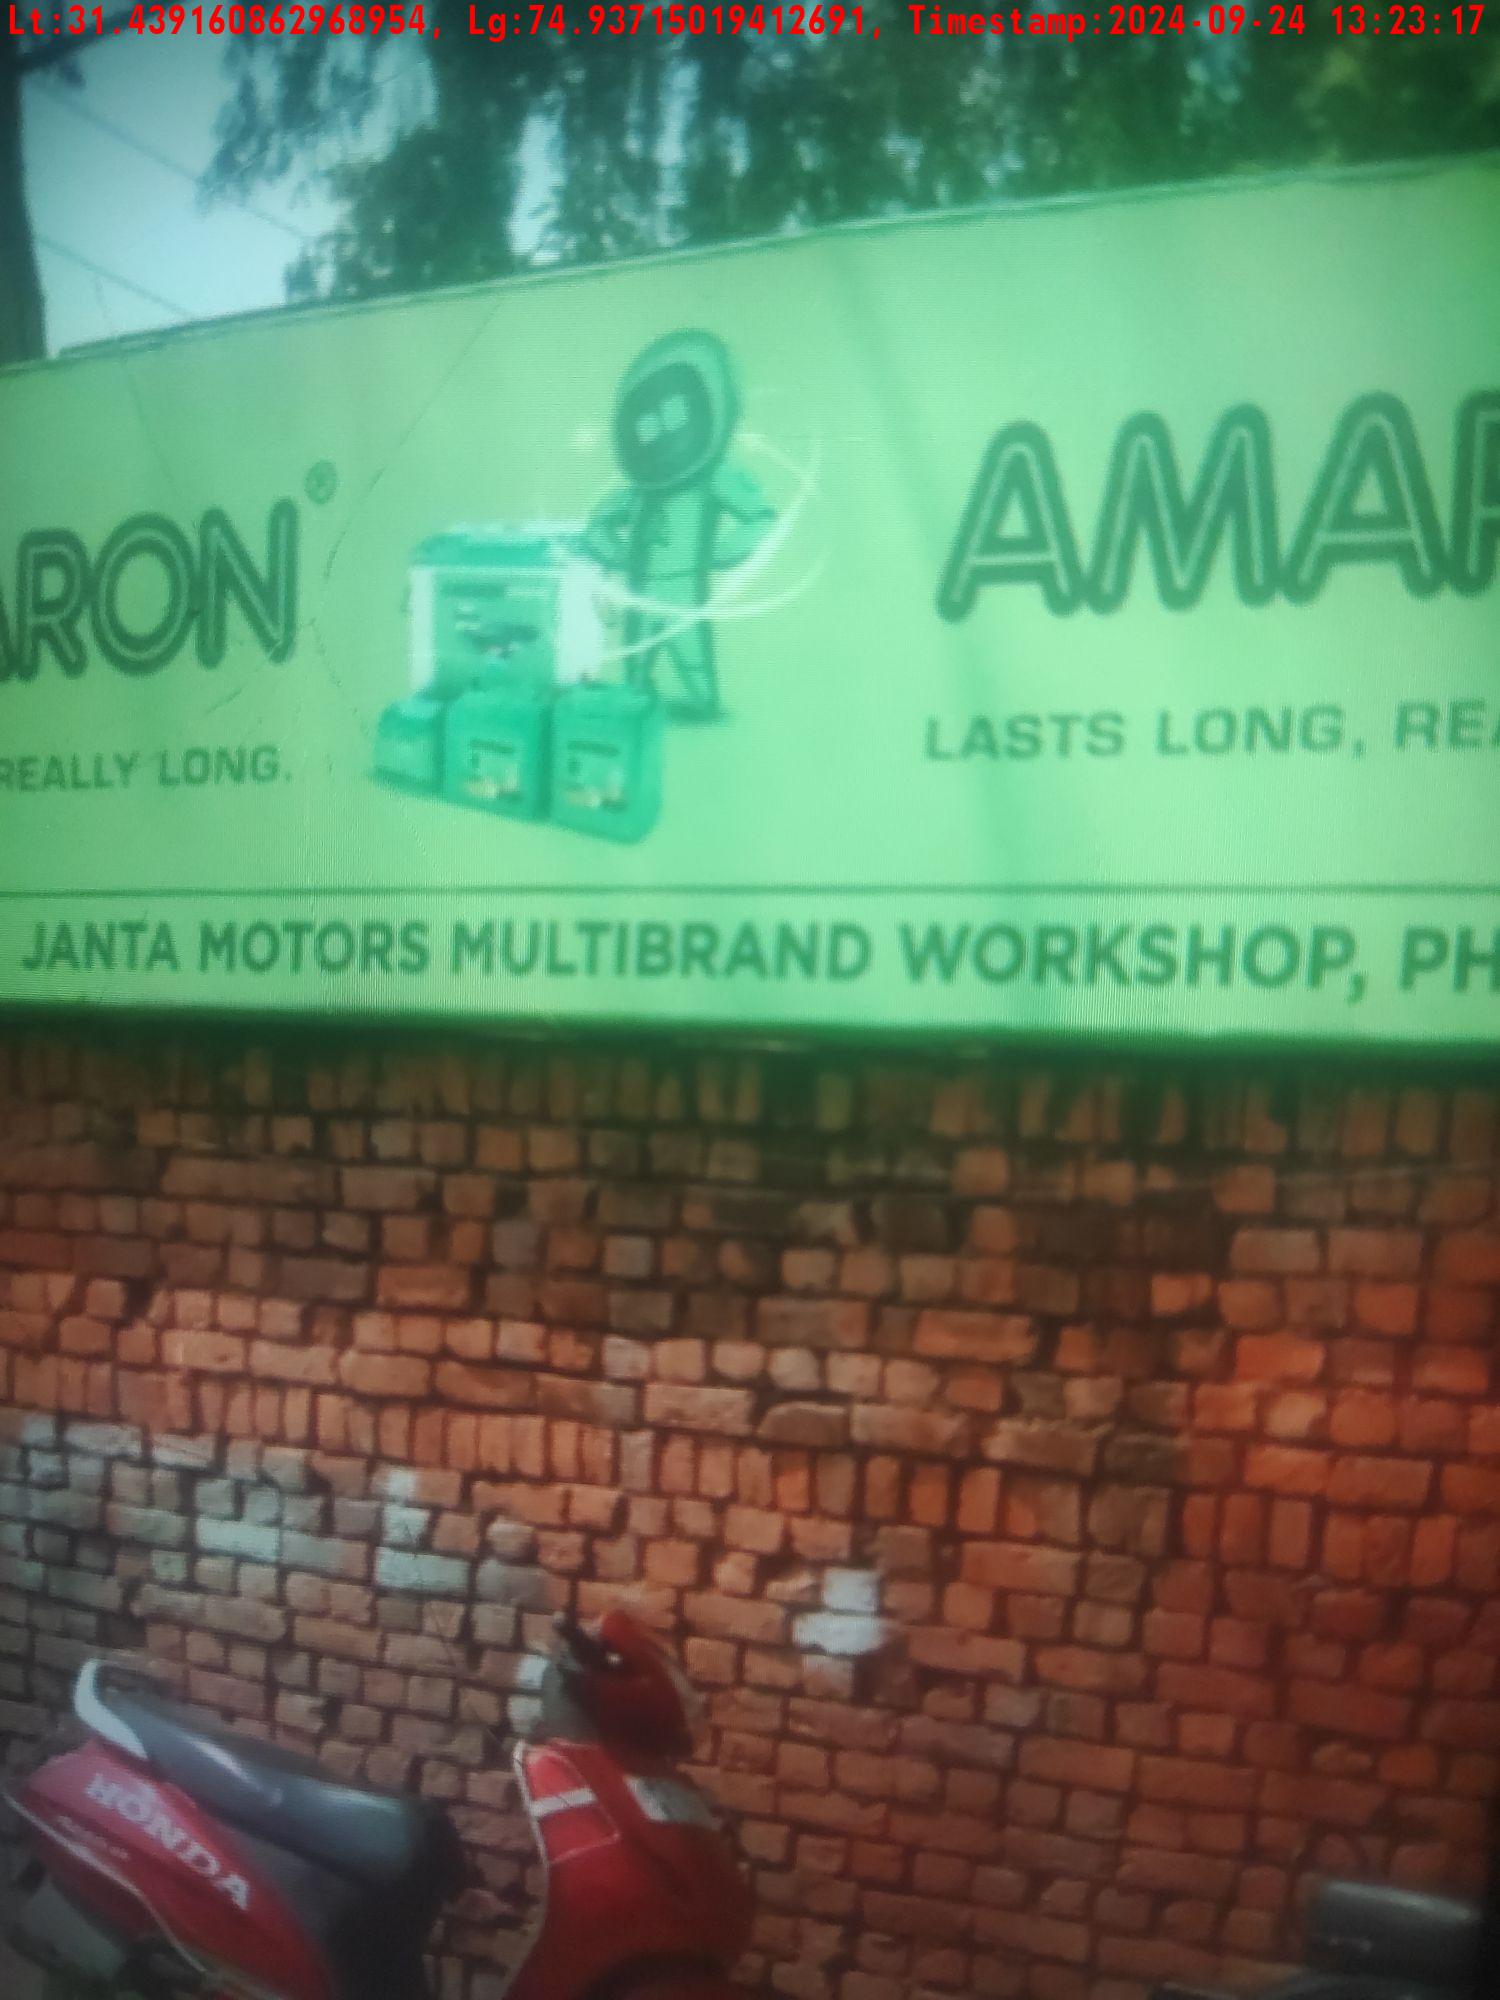 Lt:31.439160862968954, Lg:74.93715019412691, Timestamp:2024-09-24 13:23:17
ARON®
REALLY LONG.
AMAR
LASTS LONG, REA
JANTA MOTORS MULTIBRAND WORKSHOP, PH
HONDA